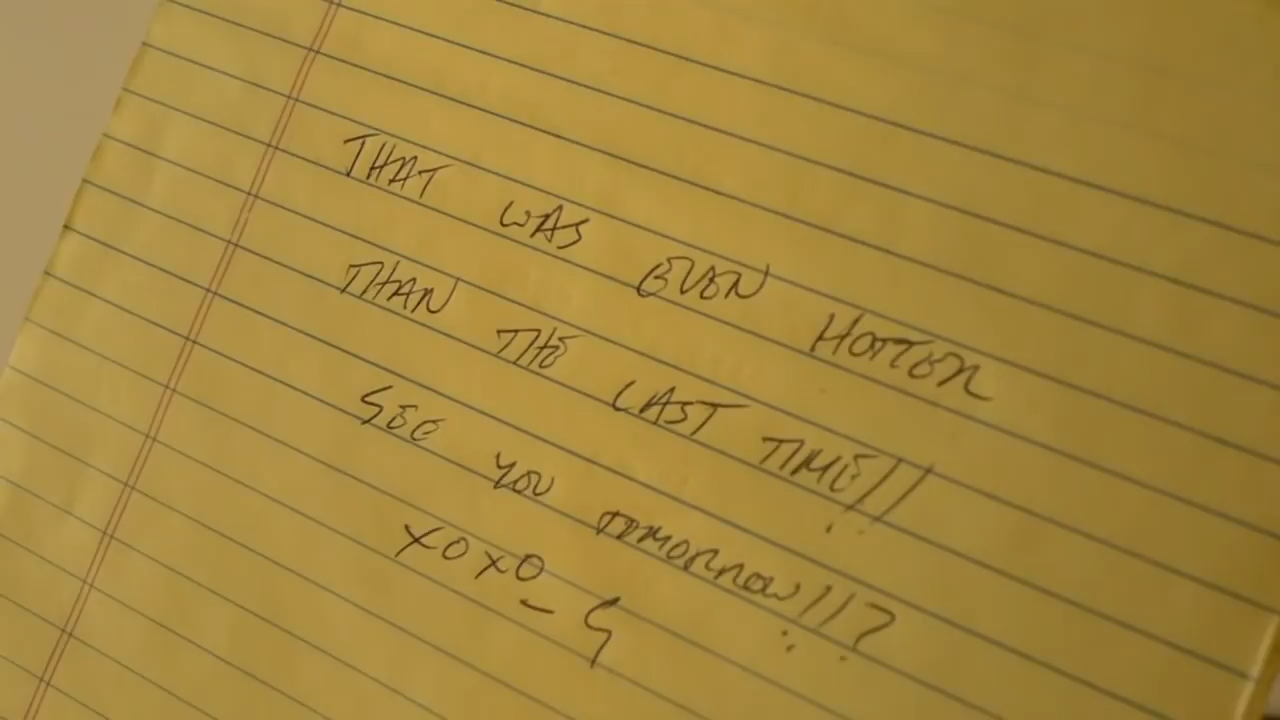 THAT WAS EVEN HOTTER
THAN THE LAST TIME!!
SEE YOU TOMORROW!!?
XOXO
- G